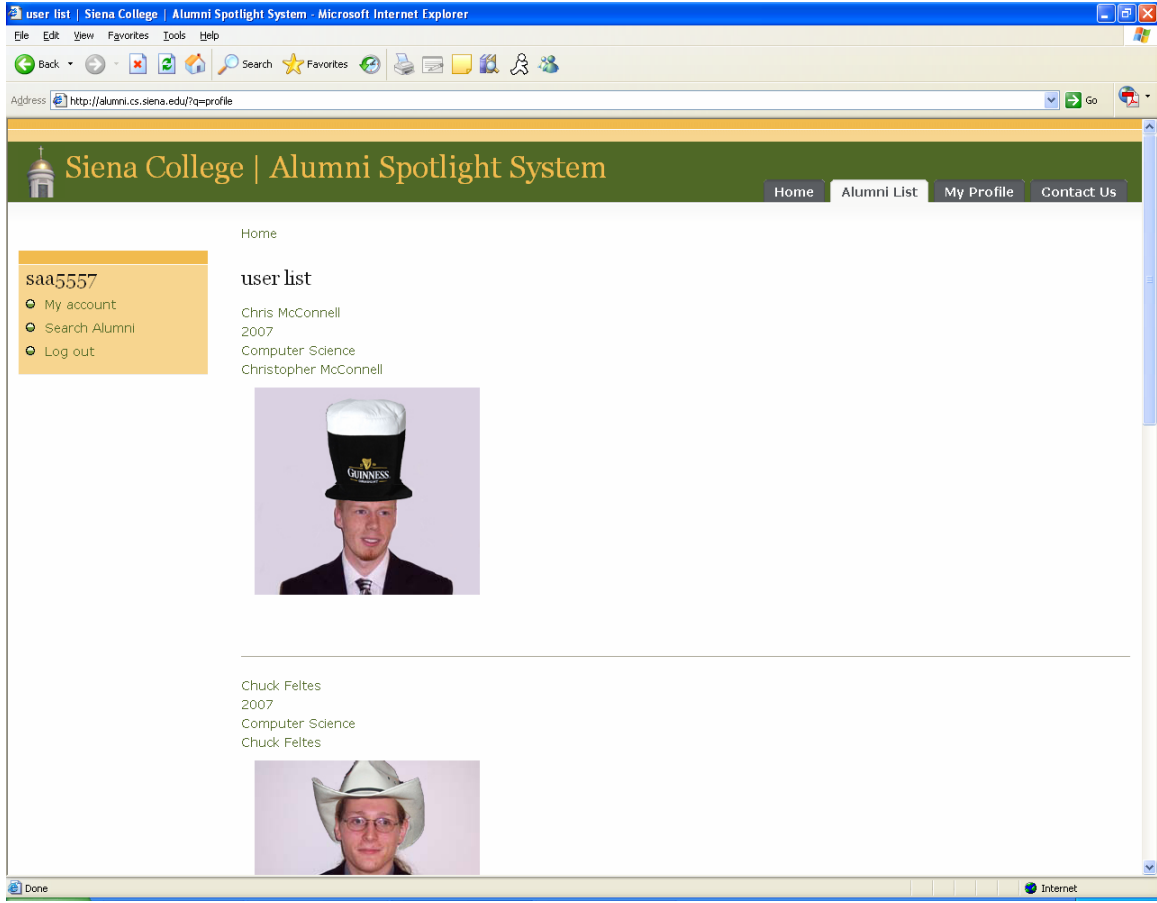 user list | Siena College | Alumni Spotlight System - Microsoft Internet Explorer
File Edit View Favorites Tools Help
Back Search Favorites
Address http://alumni.cs.siena.edu/?q=profile Go
Siena College | Alumni Spotlight System
Home Alumni List My Profile Contact Us
Home
saa5557
My account
Search Alumni
Log out
user list
Chris McConnell
2007
Computer Science
Christopher McConnell
GUINNESS
Chuck Feltes
2007
Computer Science
Chuck Feltes
Done Internet